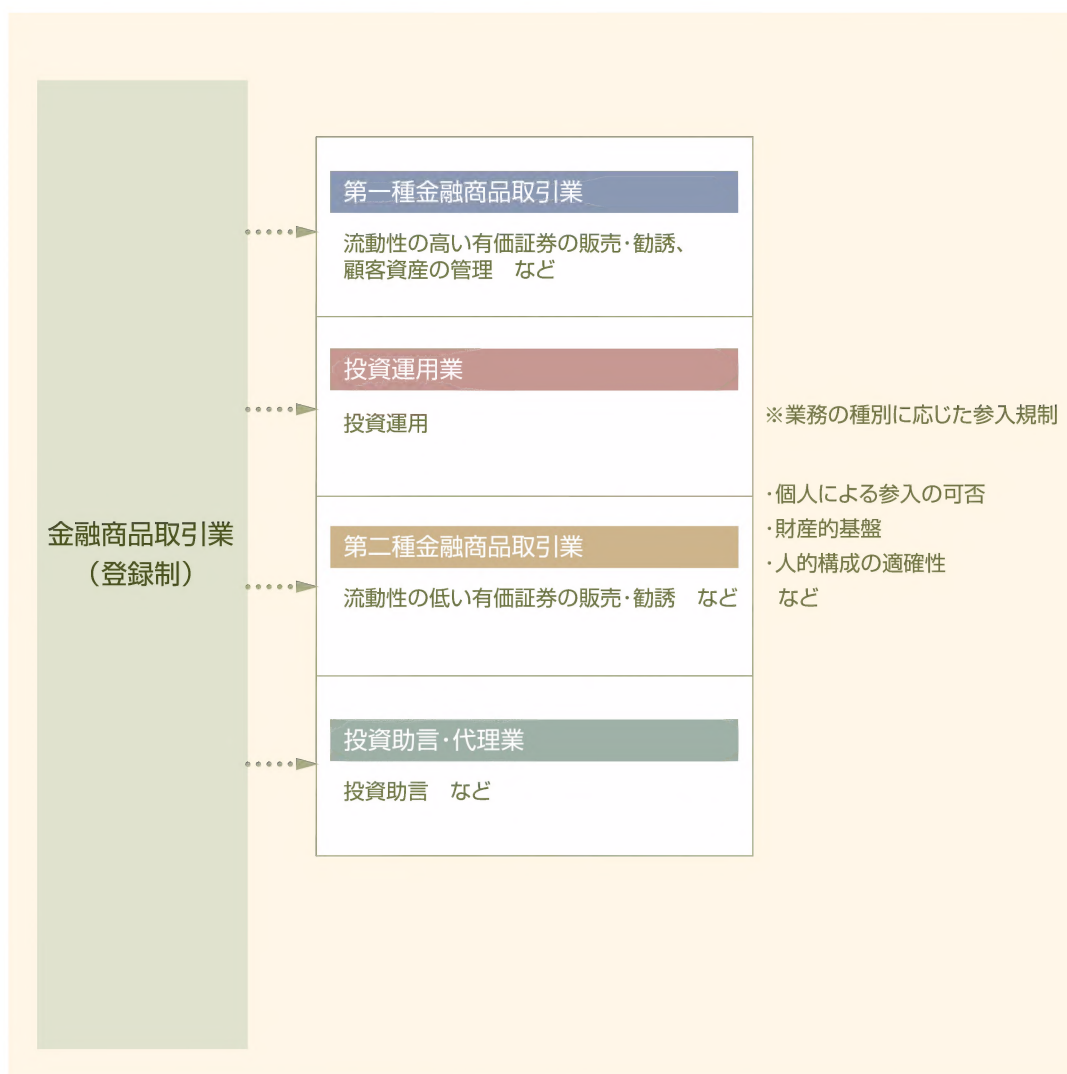 金融商品取引業
（登録制）
第一種金融商品取引業
流動性の高い有価証券の販売・勧誘、
顧客資産の管理　など
投資運用業
投資運用
第二種金融商品取引業
流動性の低い有価証券の販売・勧誘　など
投資助言・代理業
投資助言　など
※業務の種別に応じた参入規制
・個人による参入の可否
・財産的基盤
・人的構成の適確性
など